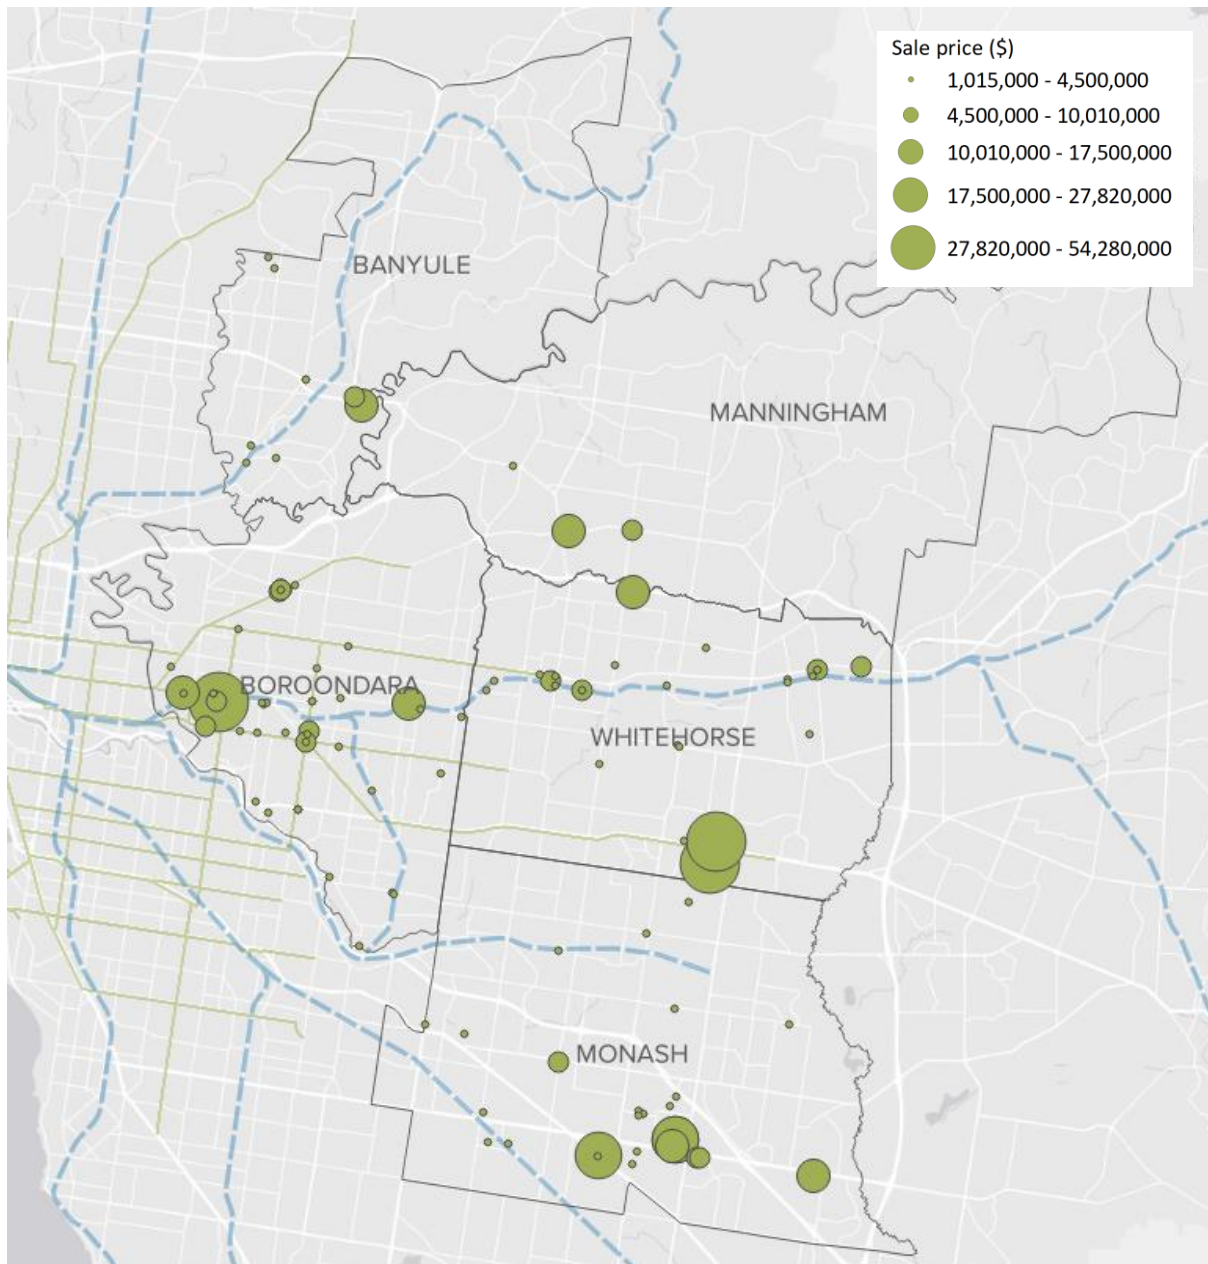 Sale price ($)
1,015,000 - 4,500,000
4,500,000 - 10,010,000
10,010,000 - 17,500,000
17,500,000 - 27,820,000
27,820,000 - 54,280,000
BANYULE
MANNINGHAM
BOROONDARA
WHITEHORSE
MONASH